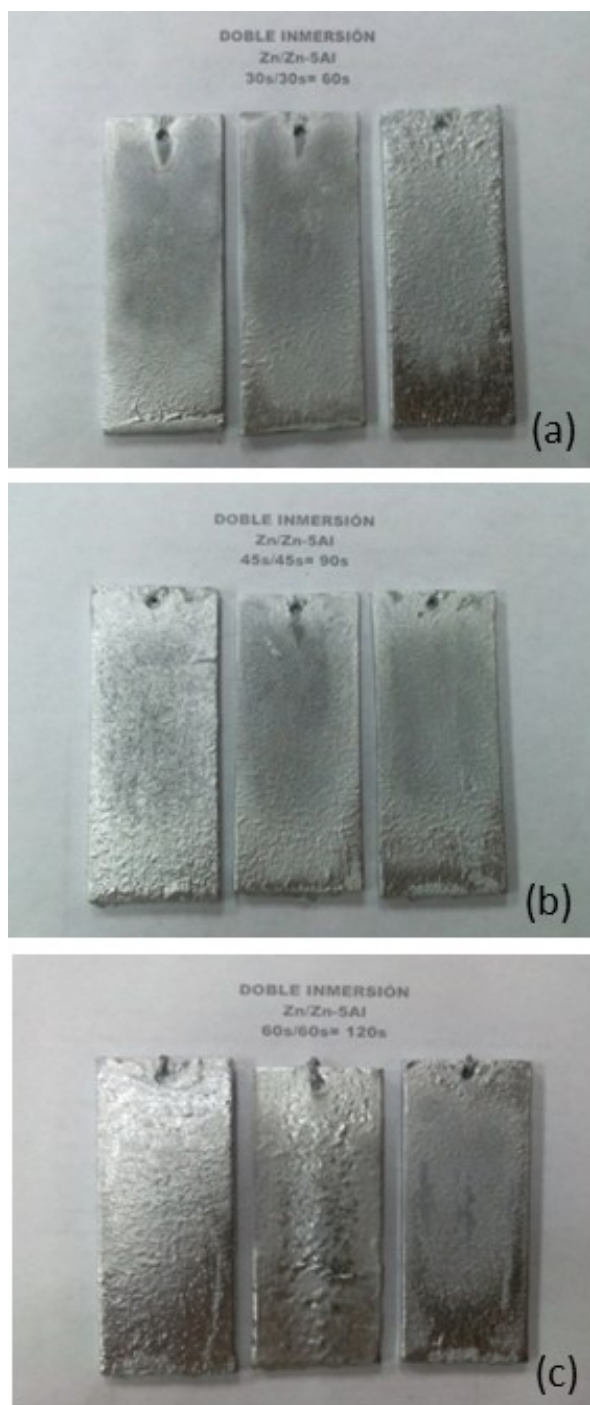 DOBLE INMERSIÓN
Zn/Zn-5Al
30s/30s= 60s
(a)
DOBLE INMERSIÓN
Zn/Zn-5Al
45s/45s= 90s
(b)
DOBLE INMERSIÓN
Zn/Zn-5Al
60s/60s= 120s
(c)